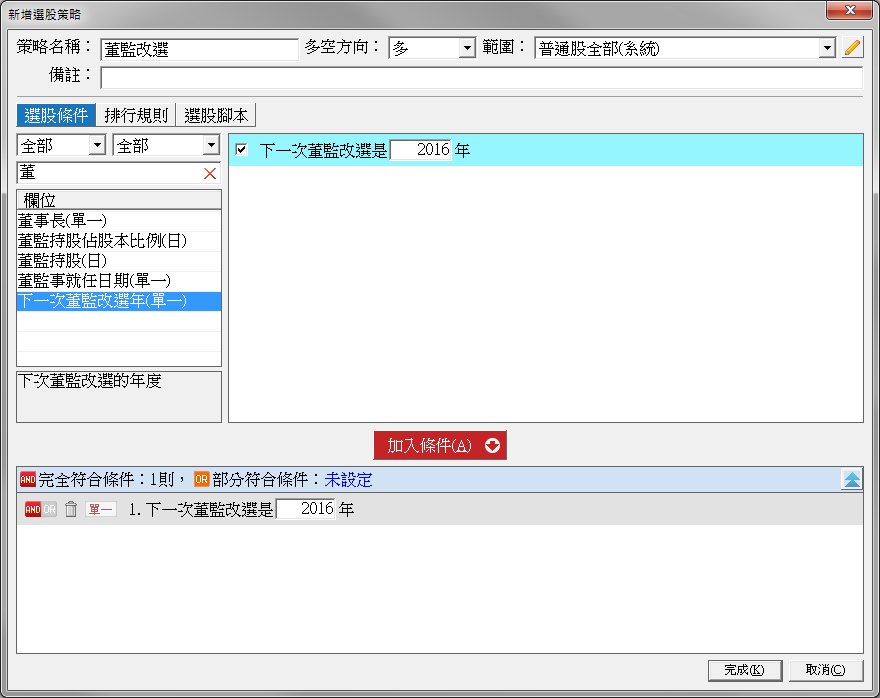 新增選股策略
策略名稱： 董監改選 多空方向： 多 範圍： 普通股全部(系統)
備註：
選股條件 排行規則 選股腳本
全部 全部
董
☑ 下一次董監改選是 2016 年
欄位
董事長(單一)
董監持股佔股本比例(日)
董監持股(日)
董監事就任日期(單一)
下一次董監改選年(單一)
下次董監改選的年度
加入條件(A)
AND 完全符合條件：1則， OR 部分符合條件：未設定
AND OR 單一 1. 下一次董監改選是 2016 年
完成(K) 取消(C)